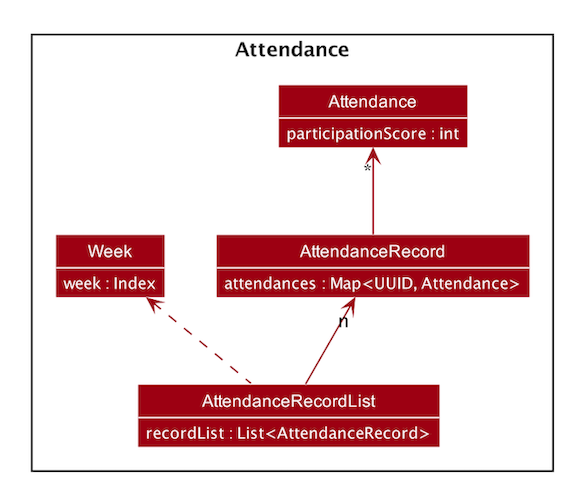 Attendance
Attendance
participationScore : int
*
Week
week : Index
AttendanceRecord
attendances : Map<UUID, Attendance>
n
AttendanceRecordList
recordList : List<AttendanceRecord>